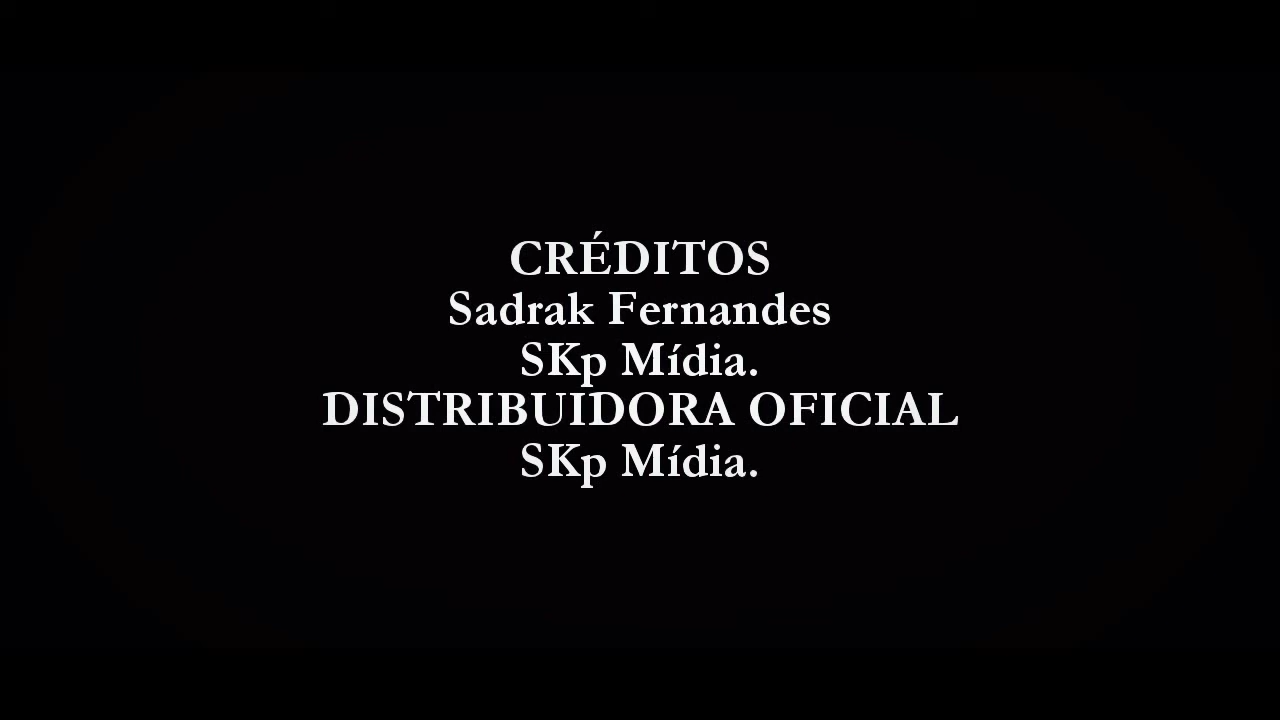 CRÉDITOS
Sadrak Fernandes
SKp Mídia.
DISTRIBUIDORA OFICIAL
SKp Mídia.